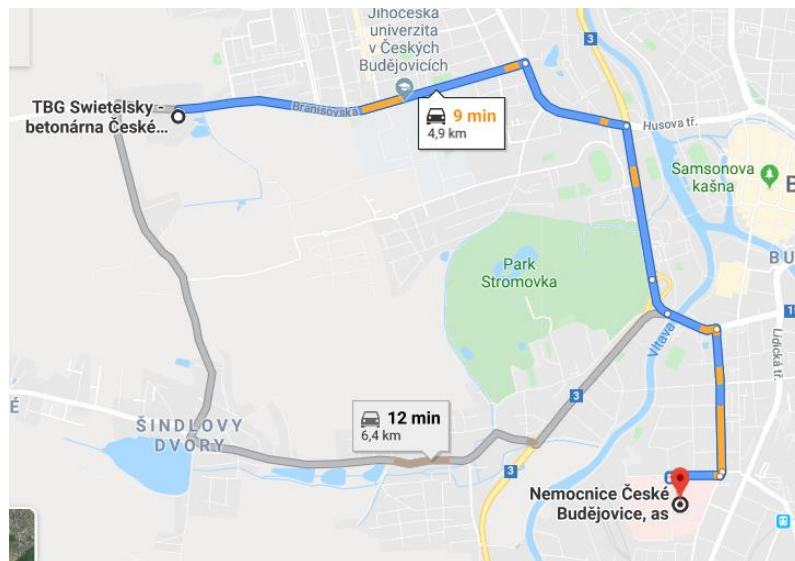 Jihočeská
univerzita
v Českých
Budějovicích
3
TBG Swietelsky -
betonárna České...
Branišovská
9 min
4,9 km
Husova tř.
Samsonova
kašna
B
BU
Park
Stromovka
Vltava
Lidická tř.
3
É
ŠINDLOVY
DVORY
12 min
6,4 km
3
Nemocnice České
Budějovice, as